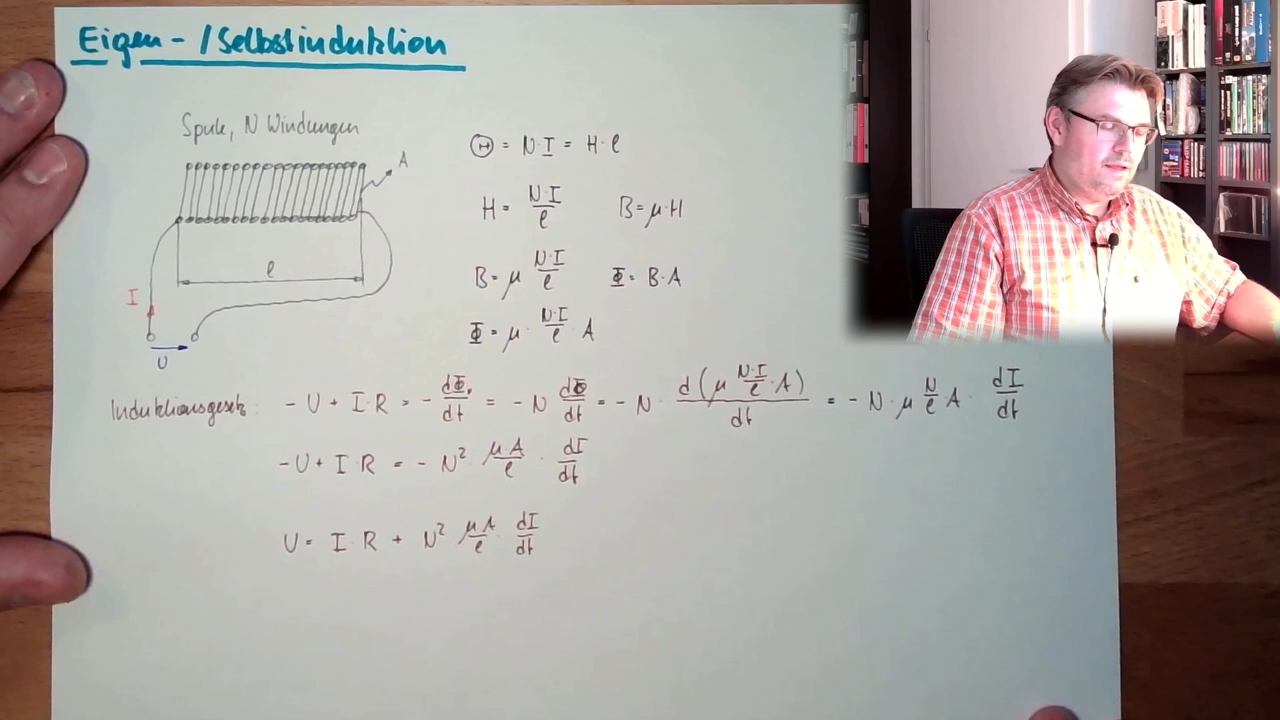 Eigen-/Selbstinduktion
Spule, N Windungen
A
l
I
U
Θ = N·I = H·l
H = N·I/l   B = μ·H
B = μ N·I/l   Φ = B·A
Φ = μ · N·I/l · A
Induktionsgesetz: -U + I·R = - dΦ/dt = - N dΦ/dt = - N · d(μ N·I/l · A)/dt = - N · μ N/l A · dI/dt
-U + I·R = - N² μ·A/l · dI/dt
U = I·R + N² μA/l · dI/dt